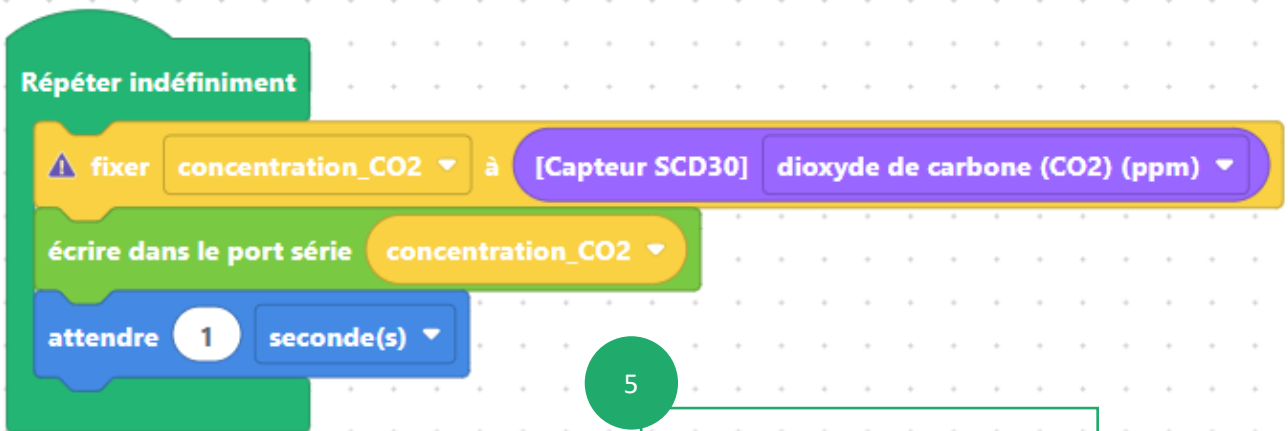 Répéter indéfiniment
fixer concentration_CO2 à [Capteur SCD30] dioxyde de carbone (CO2) (ppm)
écrire dans le port série concentration_CO2
attendre 1 seconde(s)
5